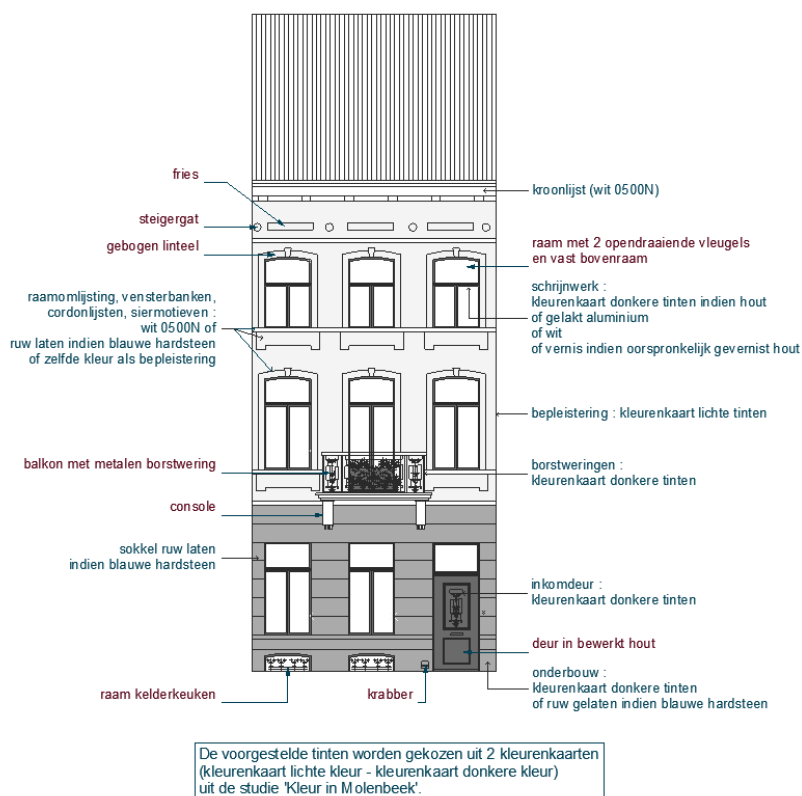 fries
kroonlijst (wit 0500N)
steigergat
gebogen linteel
raam met 2 opendraaiende vleugels
en vast bovenraam
schrijnwerk :
kleurenkaart donkere tinten indien hout
of gelakt aluminium
of wit
of vernis indien oorspronkelijk gevernist hout
raamomlijsting, vensterbanken,
cordonlijsten, siermotieven :
wit 0500N of
ruw laten indien blauwe hardsteen
of zelfde kleur als bepleistering
bepleistering : kleurenkaart lichte tinten
balkon met metalen borstwering
borstweringen :
kleurenkaart donkere tinten
console
sokkel ruw laten
indien blauwe hardsteen
inkomdeur :
kleurenkaart donkere tinten
deur in bewerkt hout
onderbouw :
kleurenkaart donkere tinten
of ruw gelaten indien blauwe hardsteen
raam kelderkeuken
krabber
De voorgestelde tinten worden gekozen uit 2 kleurenkaarten
(kleurenkaart lichte kleur - kleurenkaart donkere kleur)
uit de studie 'Kleur in Molenbeek'.